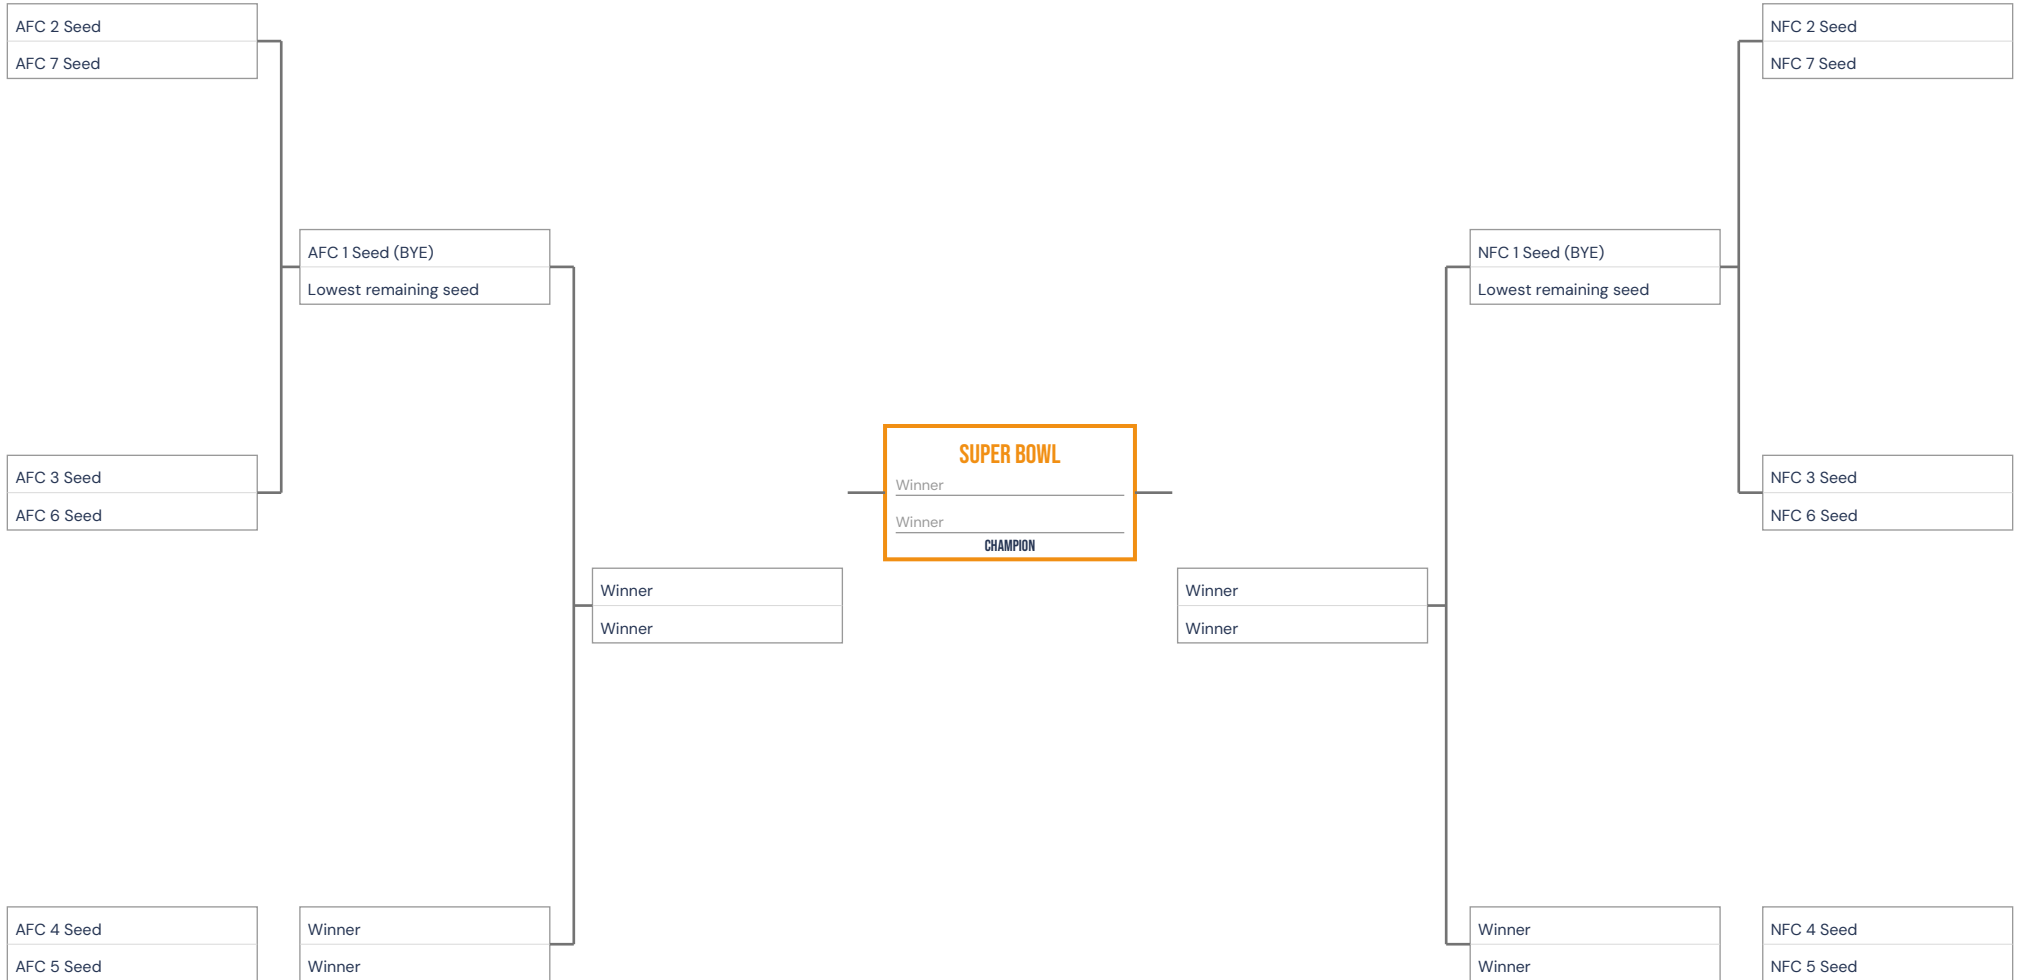 AFC 2 Seed
AFC 7 Seed
AFC 3 Seed
AFC 6 Seed
AFC 4 Seed
AFC 5 Seed
AFC 1 Seed (BYE)
Lowest remaining seed
Winner
Winner
Winner
Winner
SUPER BOWL
Winner
Winner
CHAMPION
Winner
Winner
NFC 1 Seed (BYE)
Lowest remaining seed
Winner
Winner
NFC 2 Seed
NFC 7 Seed
NFC 3 Seed
NFC 6 Seed
NFC 4 Seed
NFC 5 Seed